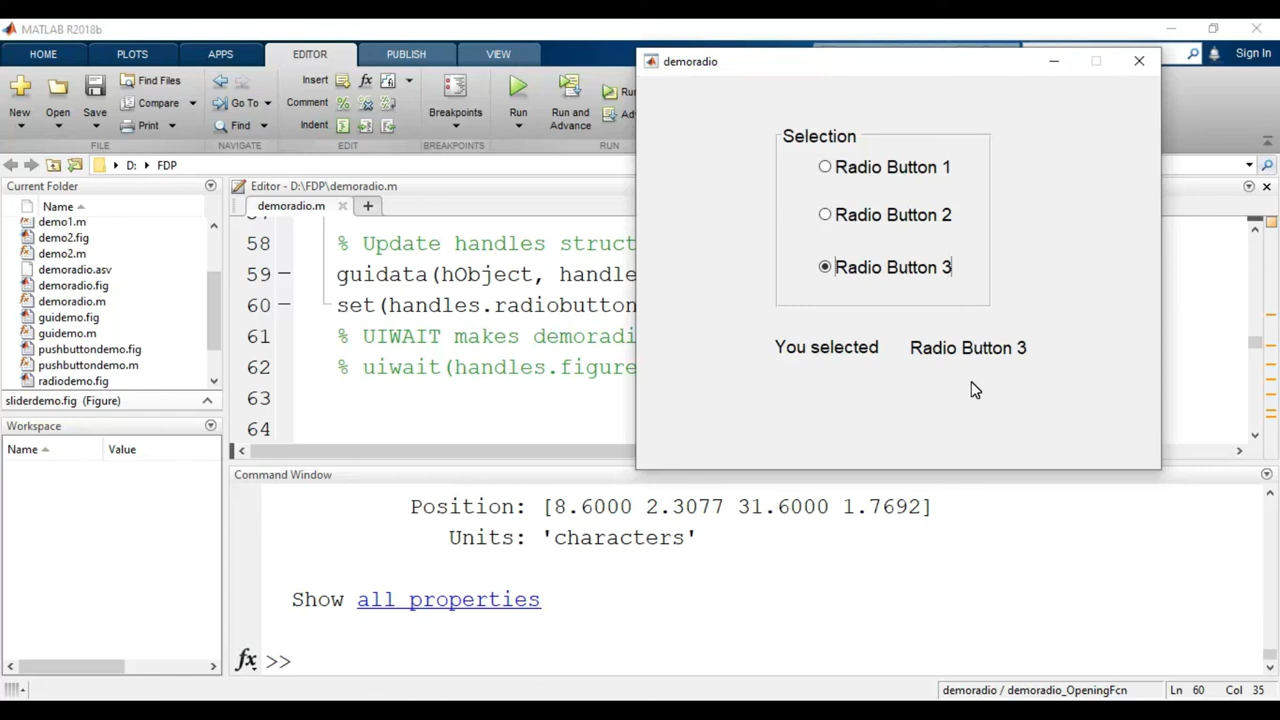 MATLAB R2018b
HOME PLOTS APPS EDITOR PUBLISH VIEW Sign In
New Open Save Find Files Compare Print Go To Find Insert Comment Indent Breakpoints Run Run and Advance
FILE NAVIGATE EDIT BREAKPOINTS RUN
D: FDP
Current Folder
Name
demo1.m
demo2.fig
demo2.m
demoradio.asv
demoradio.fig
demoradio.m
guidemo.fig
guidemo.m
pushbuttondemo.fig
pushbuttondemo.m
radiodemo.fig
sliderdemo.fig (Figure)
Workspace
Name Value
Editor - D:\FDP\demoradio.m
demoradio.m
58 % Update handles struct
59 guidata(hObject, handle
60 set(handles.radiobutton
61 % UIWAIT makes demoradi
62 % uiwait(handles.figure
63
64
demoradio
Selection
Radio Button 1
Radio Button 2
Radio Button 3
You selected Radio Button 3
Command Window
Position: [8.6000 2.3077 31.6000 1.7692]
Units: 'characters'
Show all properties
fx >>
demoradio / demoradio_OpeningFcn Ln 60 Col 35